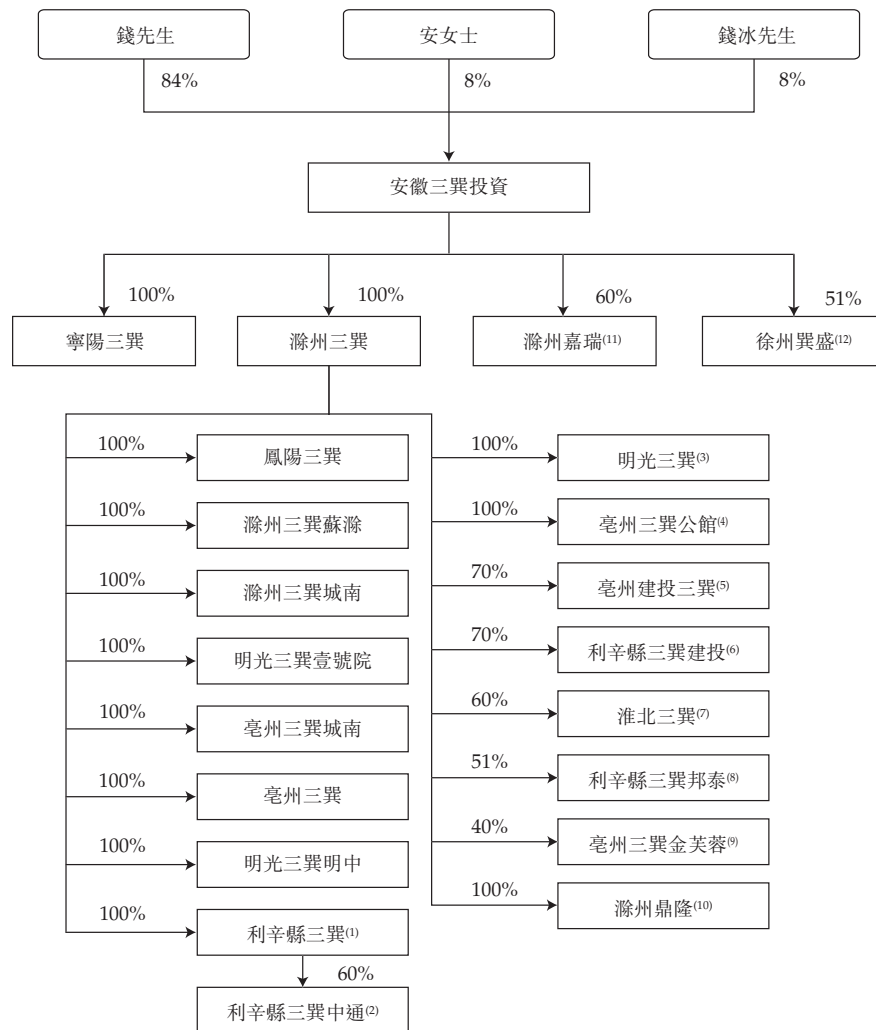 錢先生
安女士
錢冰先生
84%
8%
8%
安徽三巽投資
100%
100%
60%
51%
寧陽三巽
滁州三巽
滁州嘉瑞(11)
徐州巽盛(12)
100%
鳳陽三巽
100%
滁州三巽蘇滁
100%
滁州三巽城南
100%
明光三巽壹號院
100%
亳州三巽城南
100%
亳州三巽
100%
明光三巽明中
100%
利辛縣三巽(1)
60%
利辛縣三巽中通(2)
100%
明光三巽(3)
100%
亳州三巽公館(4)
70%
亳州建投三巽(5)
70%
利辛縣三巽建投(6)
60%
淮北三巽(7)
51%
利辛縣三巽邦泰(8)
40%
亳州三巽金芙蓉(9)
100%
滁州鼎隆(10)